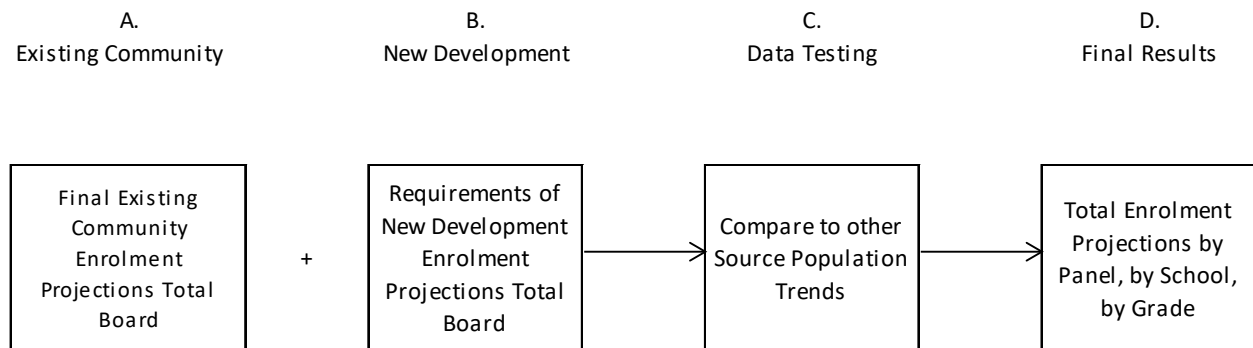 A.
Existing Community
B.
New Development
C.
Data Testing
D.
Final Results
Final Existing
Community
Enrolment
Projections Total
Board
+
Requirements of
New Development
Enrolment
Projections Total
Board
Compare to other
Source Population
Trends
Total Enrolment
Projections by
Panel, by School,
by Grade